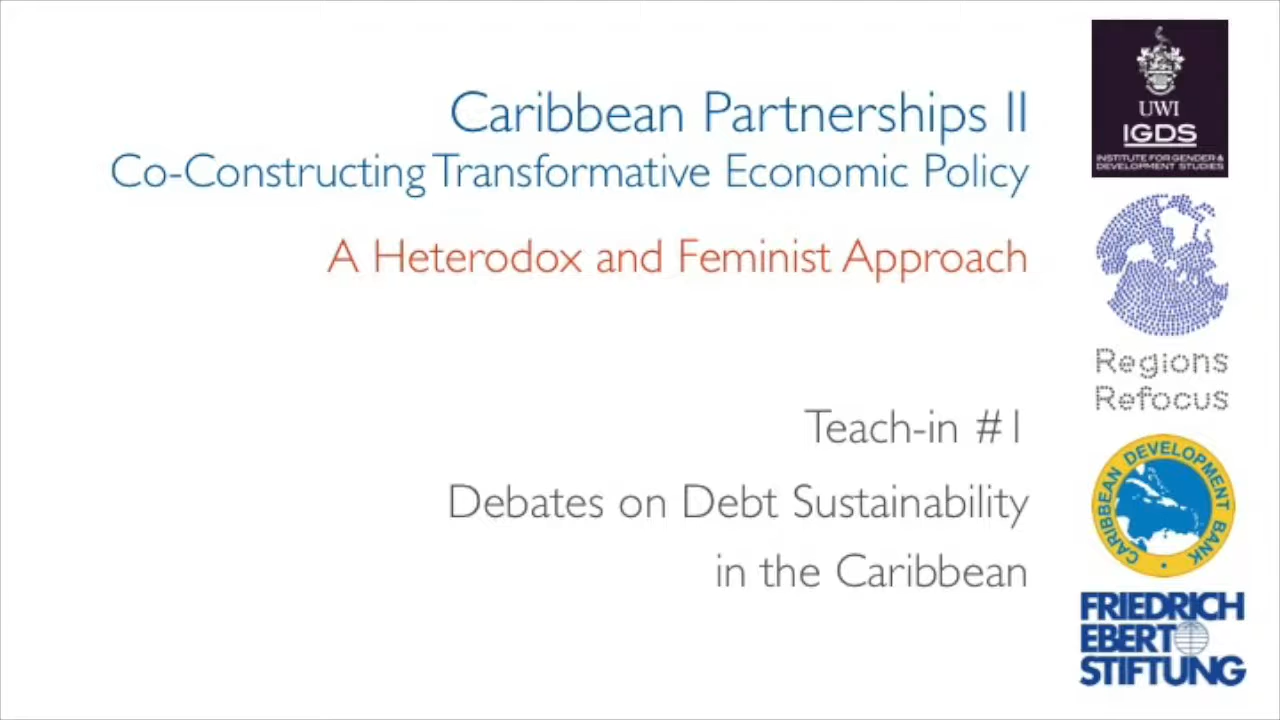 Caribbean Partnerships II
Co-Constructing Transformative Economic Policy
A Heterodox and Feminist Approach
Teach-in #1
Debates on Debt Sustainability
in the Caribbean
UWI
IGDS
INSTITUTE FOR GENDER &
DEVELOPMENT STUDIES
Regions
Refocus
CARIBBEAN DEVELOPMENT BANK
FRIEDRICH
EBERT
STIFTUNG